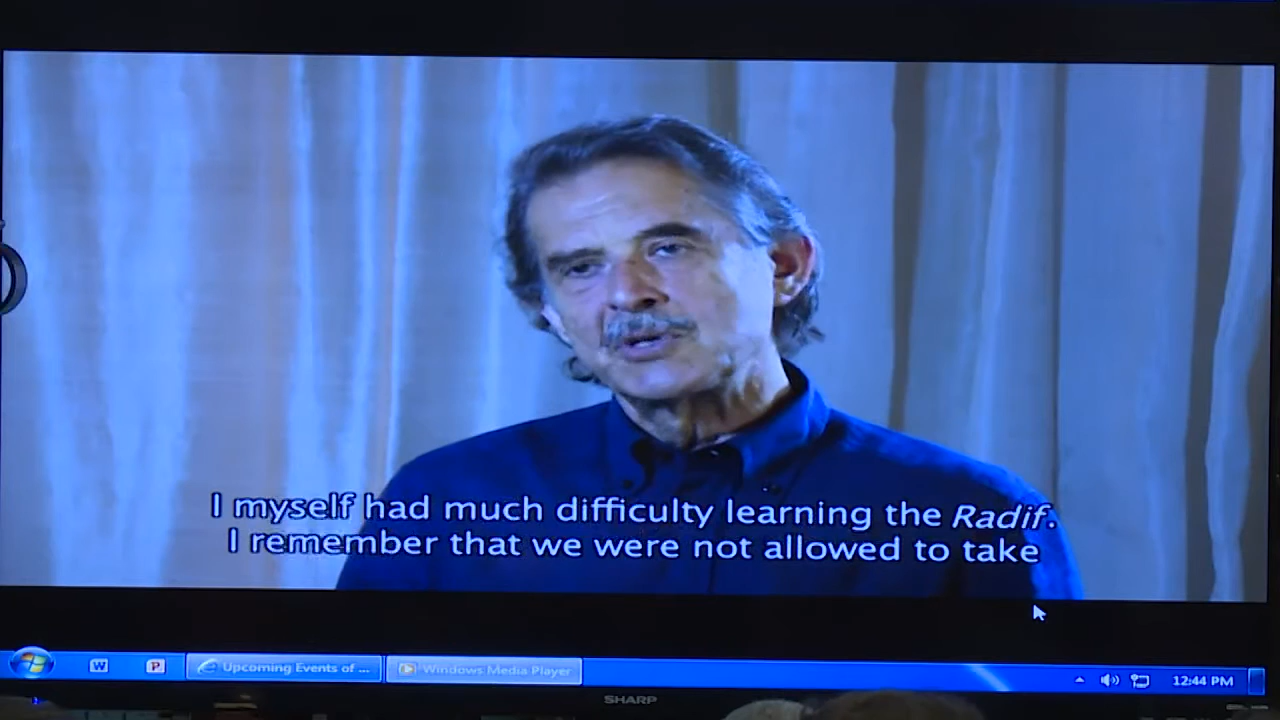 I myself had much difficulty learning the Radif.
I remember that we were not allowed to take
W
P
Upcoming Events of ...
Windows Media Player
12:44 PM
SHARP